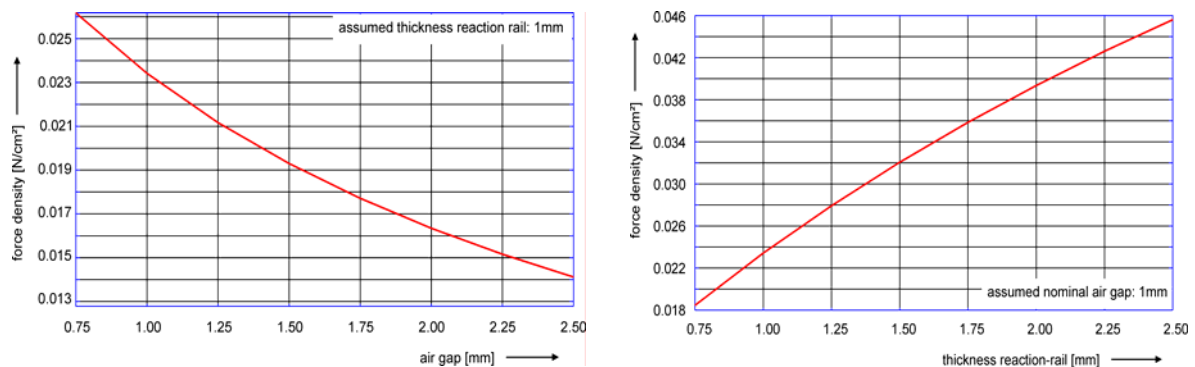 assumed thickness reaction rail: 1mm
force density [N/cm²]
0.025
0.023
0.021
0.019
0.017
0.015
0.013
0.75 1.00 1.25 1.50 1.75 2.00 2.25 2.50
air gap [mm]
force density [N/cm²]
0.046
0.042
0.038
0.034
0.030
0.026
0.022
0.018
assumed nominal air gap: 1mm
0.75 1.00 1.25 1.50 1.75 2.00 2.25 2.50
thickness reaction-rail [mm]